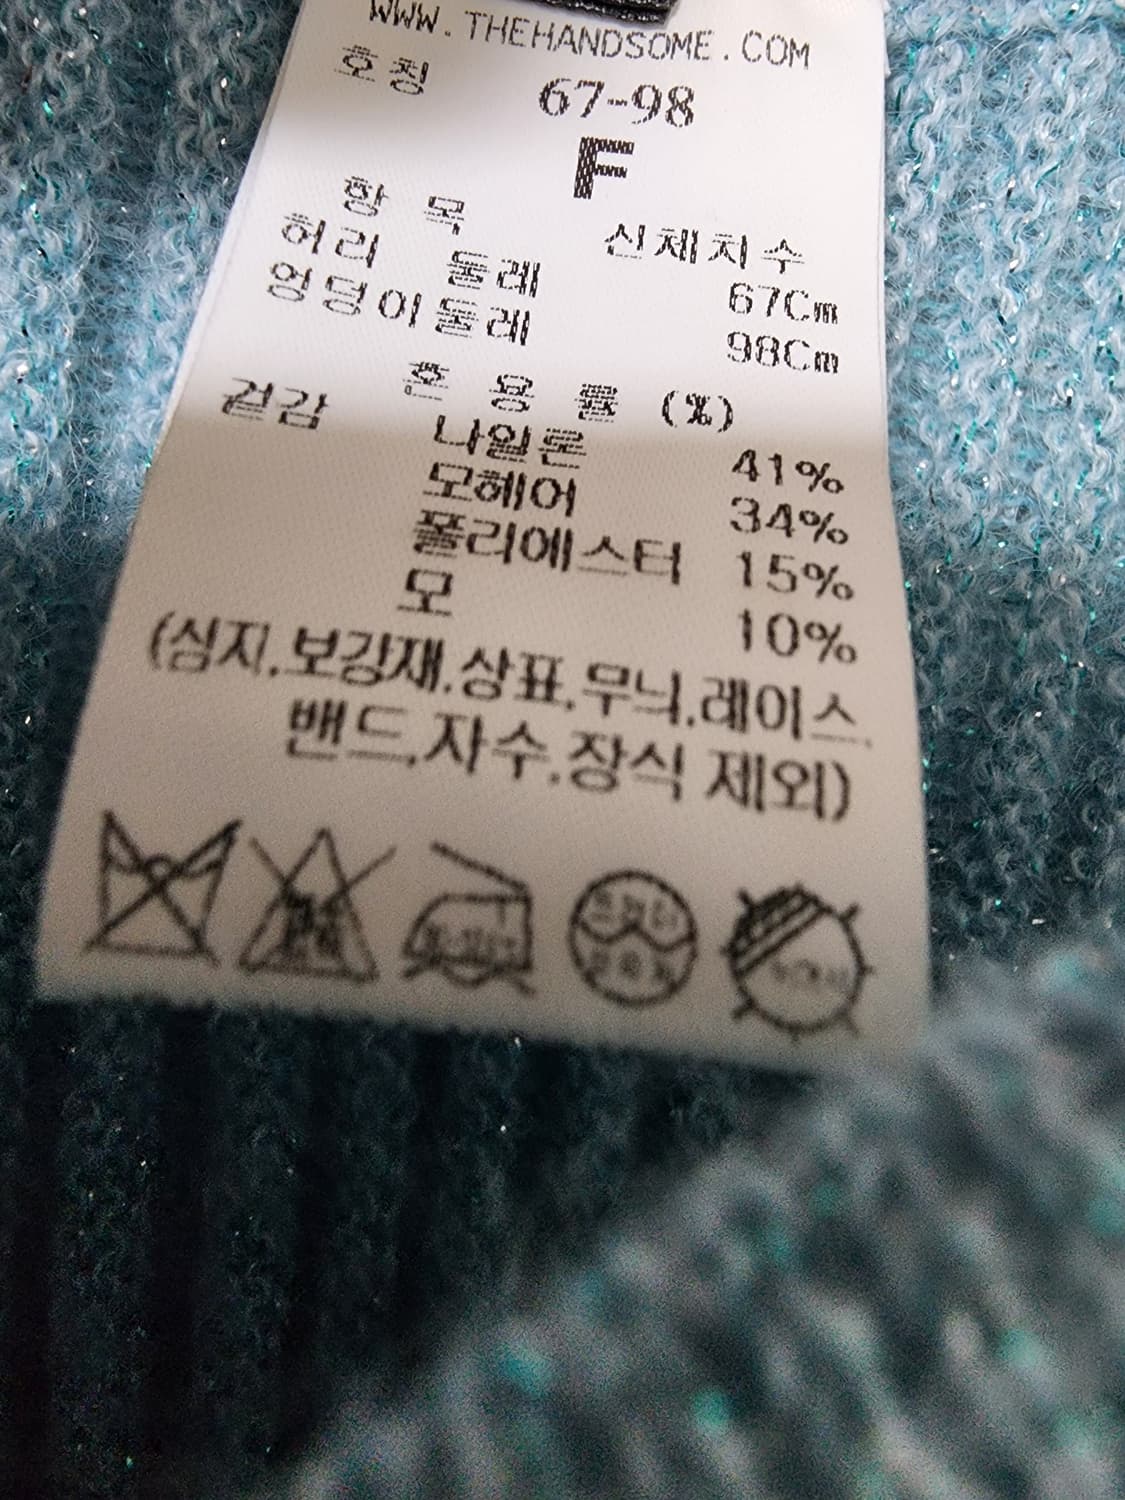 WWW.THEHANDSOME.COM
호칭 67-98
F
항 목 신체치수
허리 둘레 67Cm
엉덩이둘레 98Cm
혼 용 률 (%)
겉감 나일론 41%
모헤어 34%
폴리에스터 15%
모 10%
(심지,보강재,상표,무늬,레이스,
밴드,자수,장식 제외)